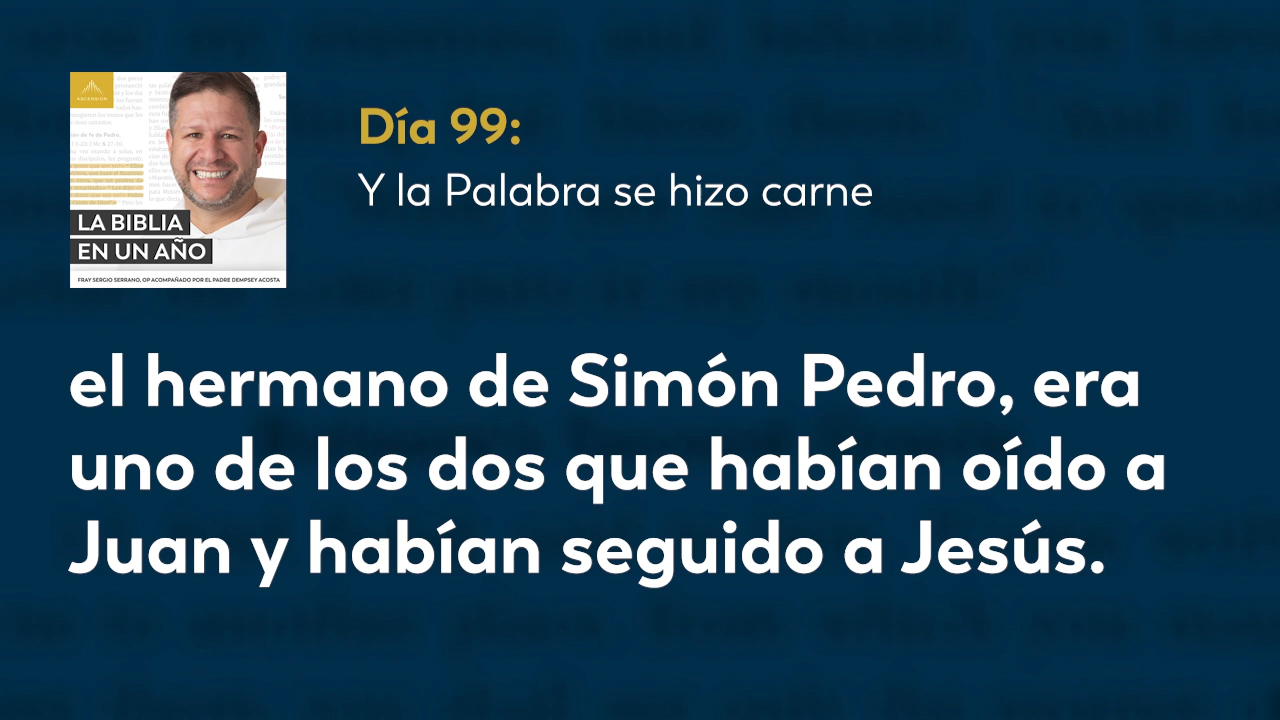 ASCENSION
LA BIBLIA
EN UN AÑO
FRAY SERGIO SERRANO, OP ACOMPAÑADO POR EL PADRE DEMPSEY ACOSTA
Día 99:
Y la Palabra se hizo carne
el hermano de Simón Pedro, era
uno de los dos que habían oído a
Juan y habían seguido a Jesús.